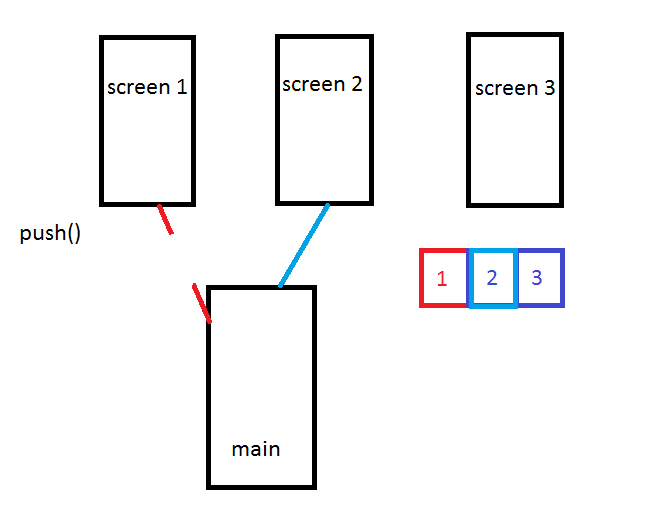 screen 1
screen 2
screen 3
push()
1 2 3
main